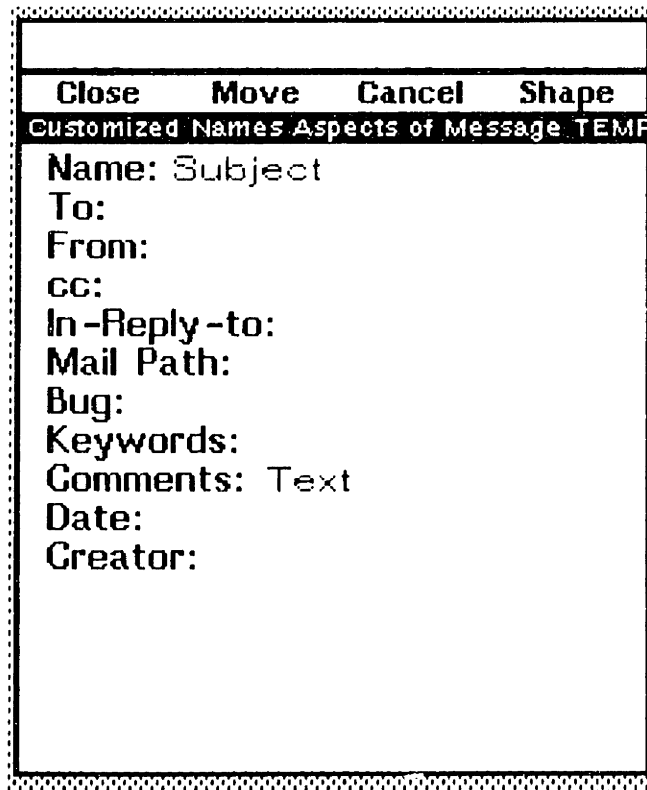 Close Move Cancel Shape
Customized Names Aspects of Message TEMP
Name: Subject
To:
From:
cc:
In-Reply-to:
Mail Path:
Bug:
Keywords:
Comments: Text
Date:
Creator: